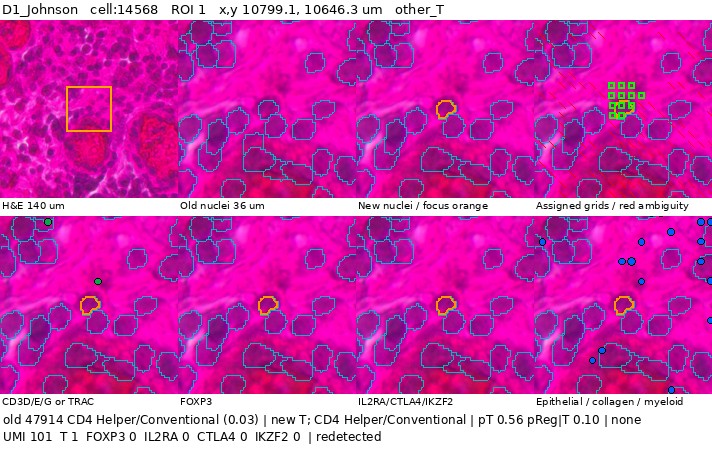 D1_Johnson cell:14568 ROI 1 x,y 10799.1, 10646.3 um other_T
H&E 140 um
Old nuclei 36 um
New nuclei / focus orange
Assigned grids / red ambiguity
CD3D/E/G or TRAC
FOXP3
IL2RA/CTLA4/IKZF2
Epithelial / collagen / myeloid
old 47914 CD4 Helper/Conventional (0.03) | new T; CD4 Helper/Conventional | pT 0.56 pReg|T 0.10 | none
UMI 101 T 1 FOXP3 0 IL2RA 0 CTLA4 0 IKZF2 0 | redetected